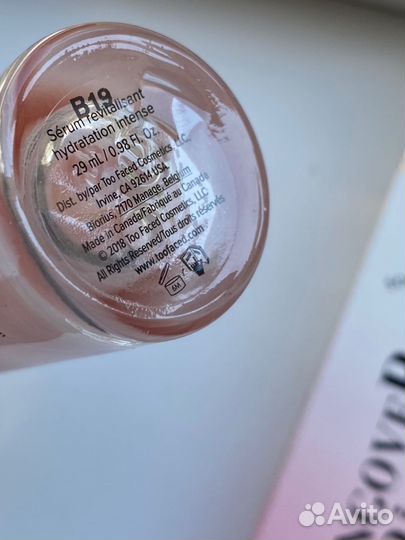 B19
Sérum revitalisant
hydratation intense
29 mL / 0.98 Fl. Oz.
Dist. by/par Too Faced Cosmetics, LLC.
Irvine, CA 92614 USA
Bornlus, 7170 Manage, Belgium
Made in Canada/Fabriqué au Canada
© 2018 Too Faced Cosmetics, LLC
All Rights Reserved/Tous droits réservés
www.toofaced.com
6M
NGOVER
Avito